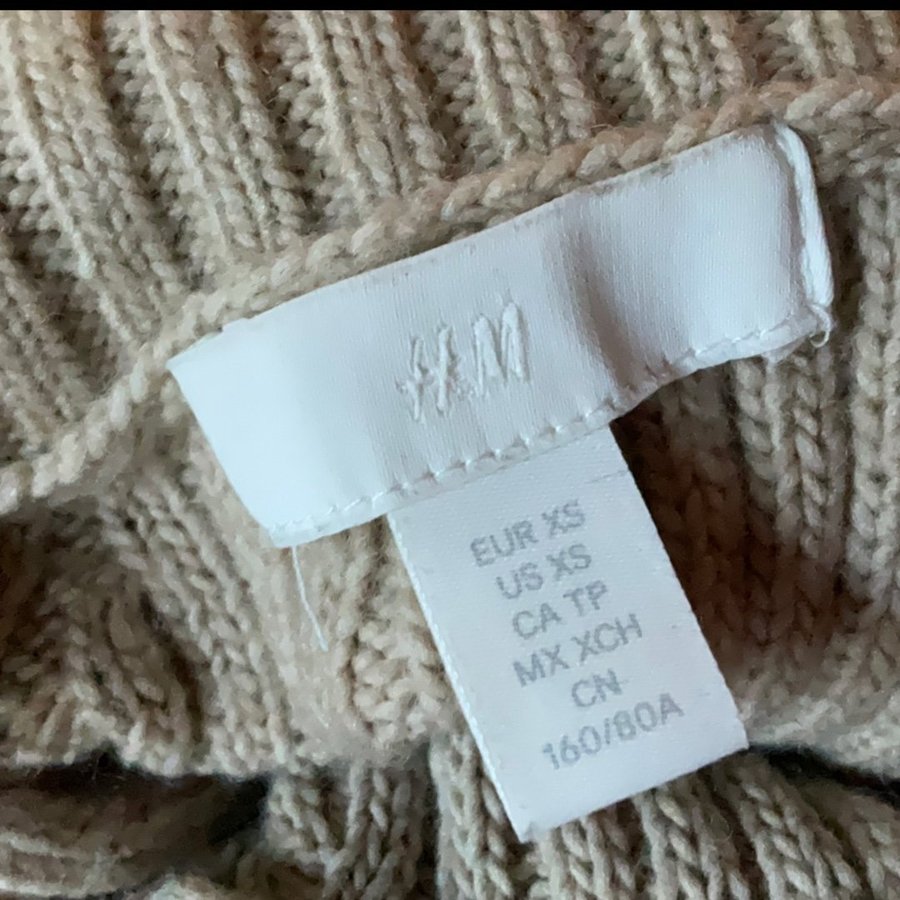 H&M
EUR XS
US XS
CA TP
MX XCH
CN
160/80A